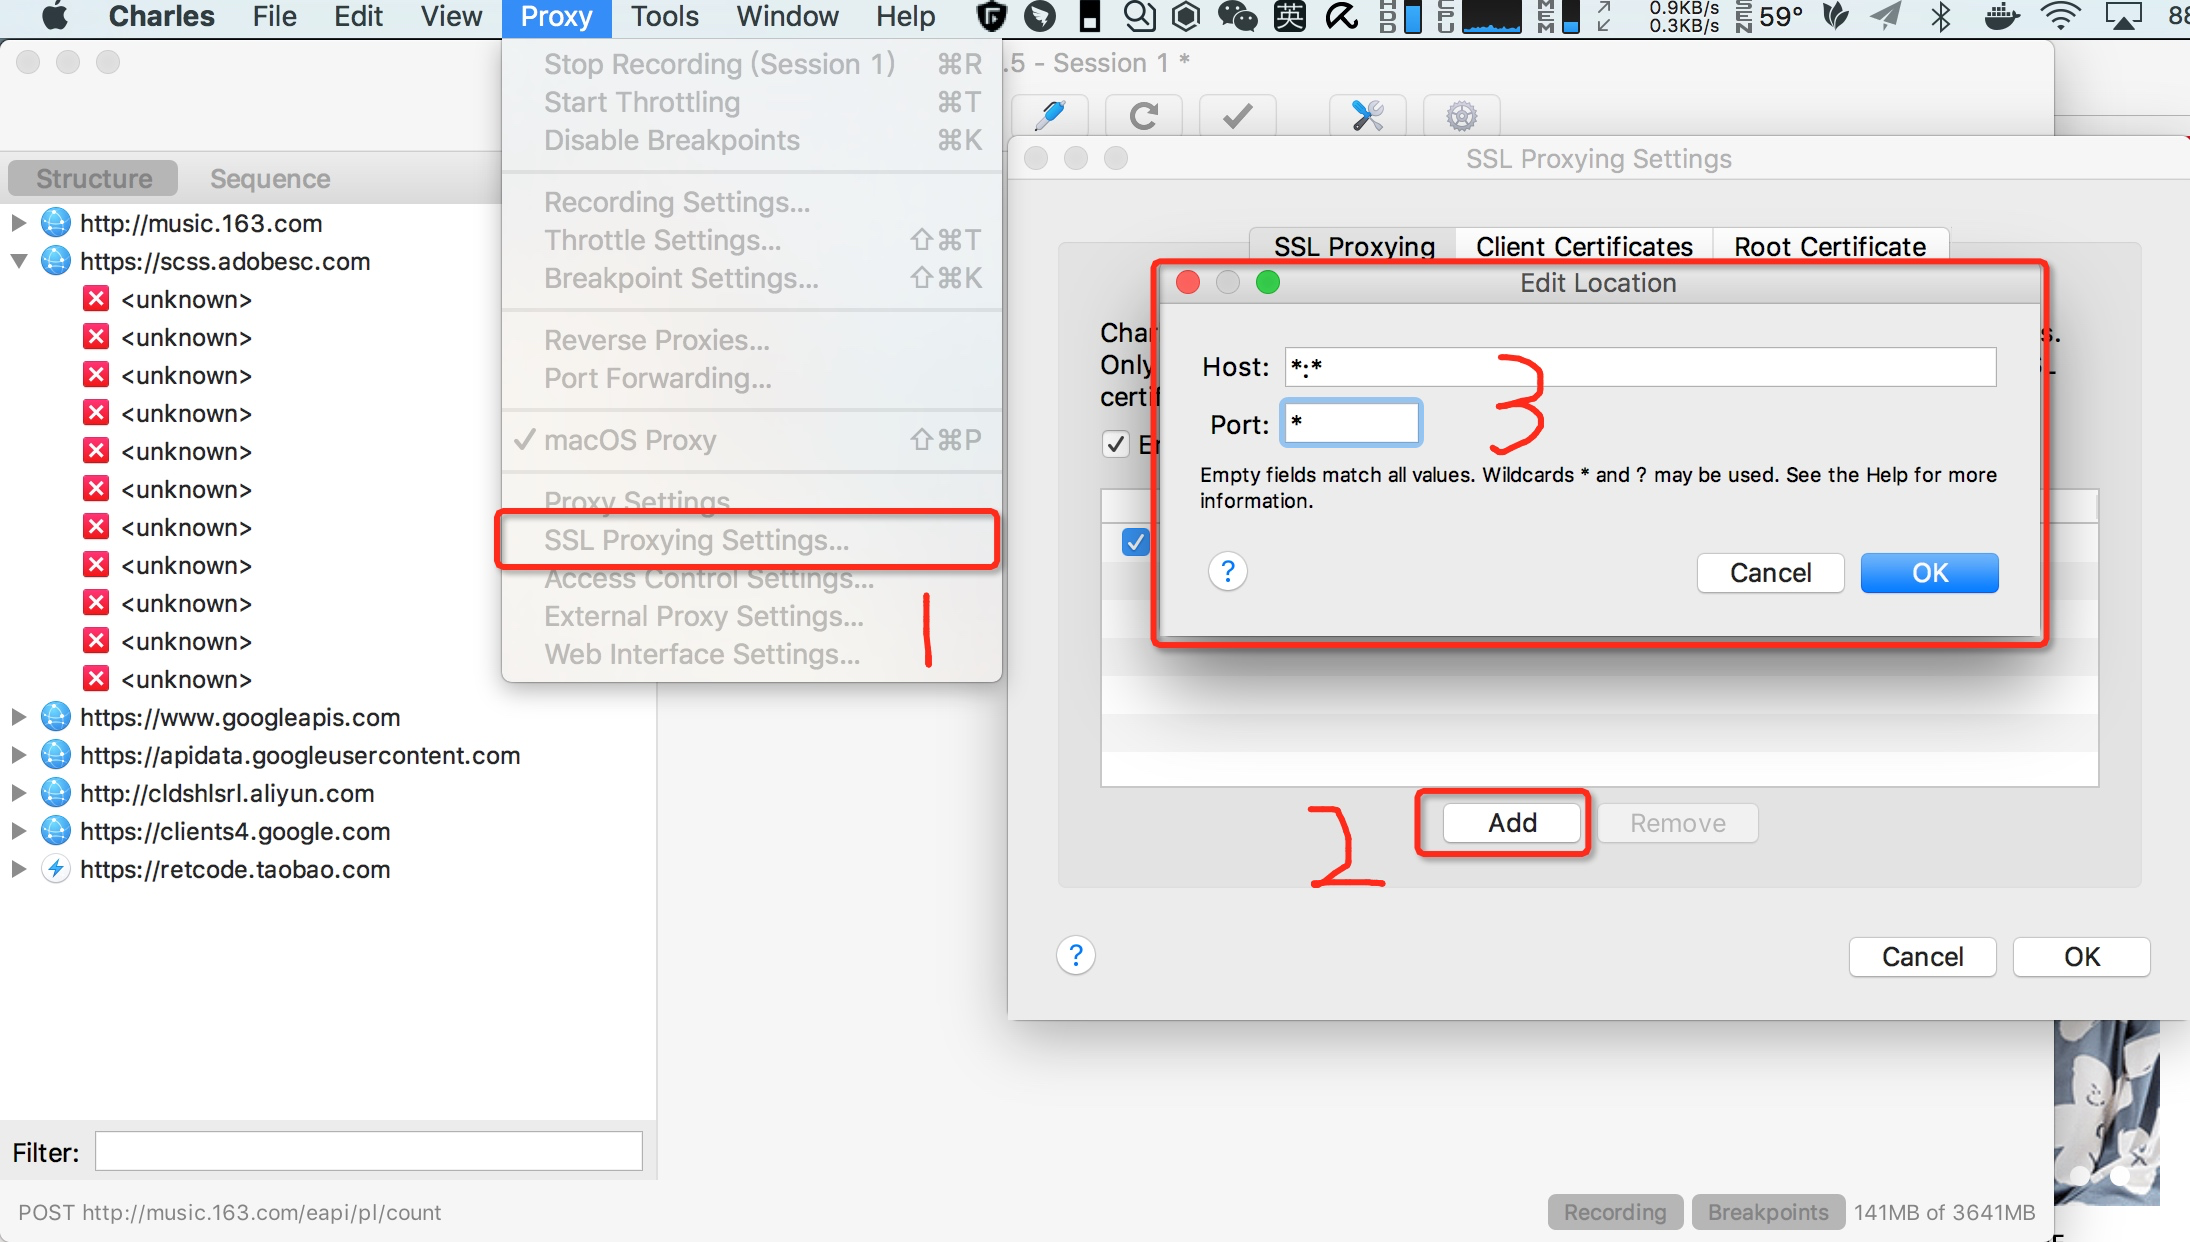 Charles File Edit View Proxy Tools Window Help 英 HDD CPU MEM 0.9KB/s 0.3KB/s SEN 59°
Stop Recording (Session 1) ⌘R
Start Throttling ⌘T
Disable Breakpoints ⌘K
Recording Settings...
Throttle Settings... ⇧⌘T
Breakpoint Settings... ⇧⌘K
Reverse Proxies...
Port Forwarding...
✓ macOS Proxy ⇧⌘P
Proxy Settings
SSL Proxying Settings...
Access Control Settings...
External Proxy Settings...
Web Interface Settings...
1
.5 - Session 1 *
Structure Sequence
http://music.163.com
https://scss.adobesc.com
<unknown>
<unknown>
<unknown>
<unknown>
<unknown>
<unknown>
<unknown>
<unknown>
<unknown>
<unknown>
<unknown>
https://www.googleapis.com
https://apidata.googleusercontent.com
http://cldshlsrl.aliyun.com
https://clients4.google.com
https://retcode.taobao.com
Filter:
POST http://music.163.com/eapi/pl/count
SSL Proxying Settings
SSL Proxying Client Certificates Root Certificate
Only
Edit Location
Host: *:*
Port: *
3
Empty fields match all values. Wildcards * and ? may be used. See the Help for more
information.
? Cancel OK
2
Add Remove
? Cancel OK
Recording Breakpoints 141MB of 3641MB